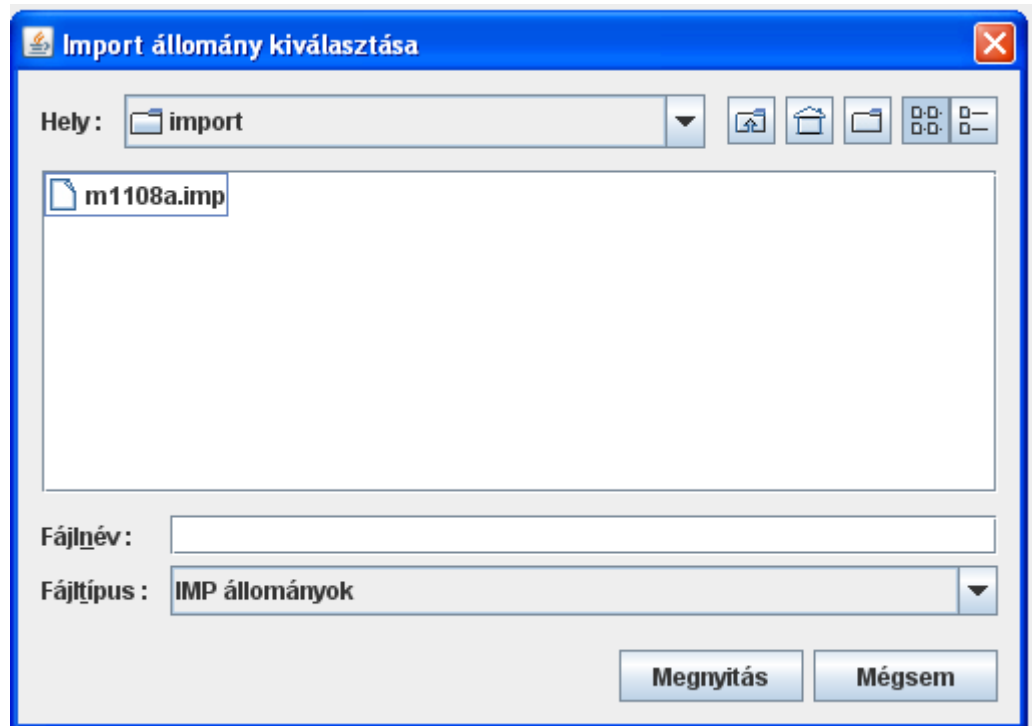 Import állomány kiválasztása
Hely: import
m1108a.imp
Fájlnév:
Fájltípus: IMP állományok
Megnyitás Mégsem